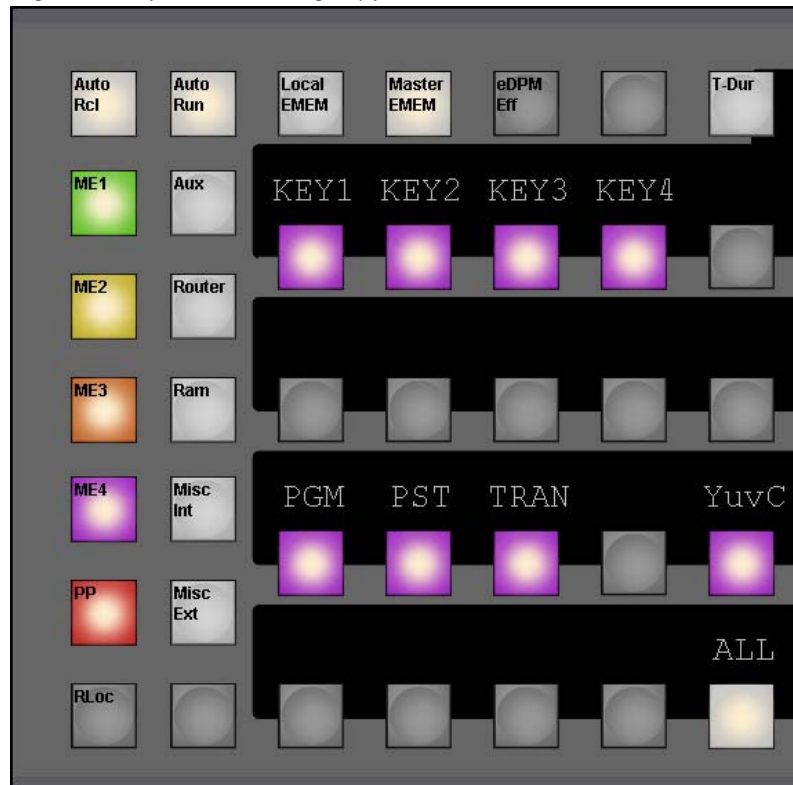 Auto Rcl
Auto Run
Local EMEM
Master EMEM
eDPM Eff
T-Dur
ME1
Aux
KEY1 KEY2 KEY3 KEY4
ME2
Router
ME3
Ram
ME4
Misc Int
PGM PST TRAN YuvC
PP
Misc Ext
ALL
RLoc